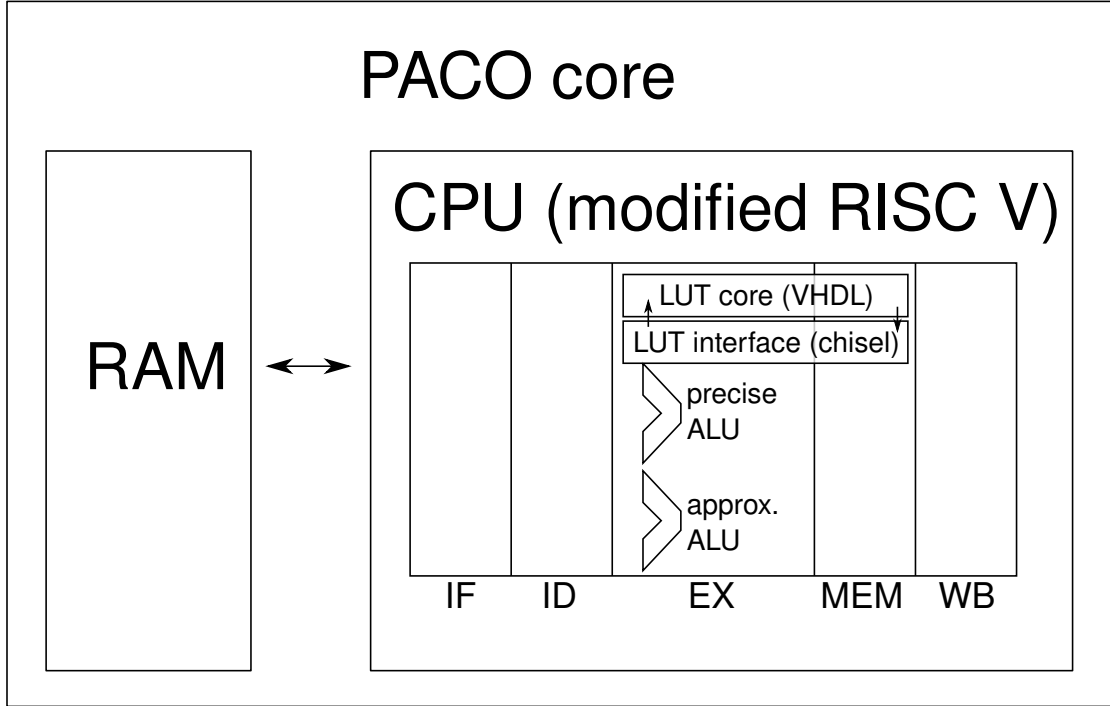 PACO core
CPU (modified RISC V)
RAM
LUT core (VHDL)
LUT interface (chisel)
precise
ALU
approx.
ALU
IF
ID
EX
MEM
WB